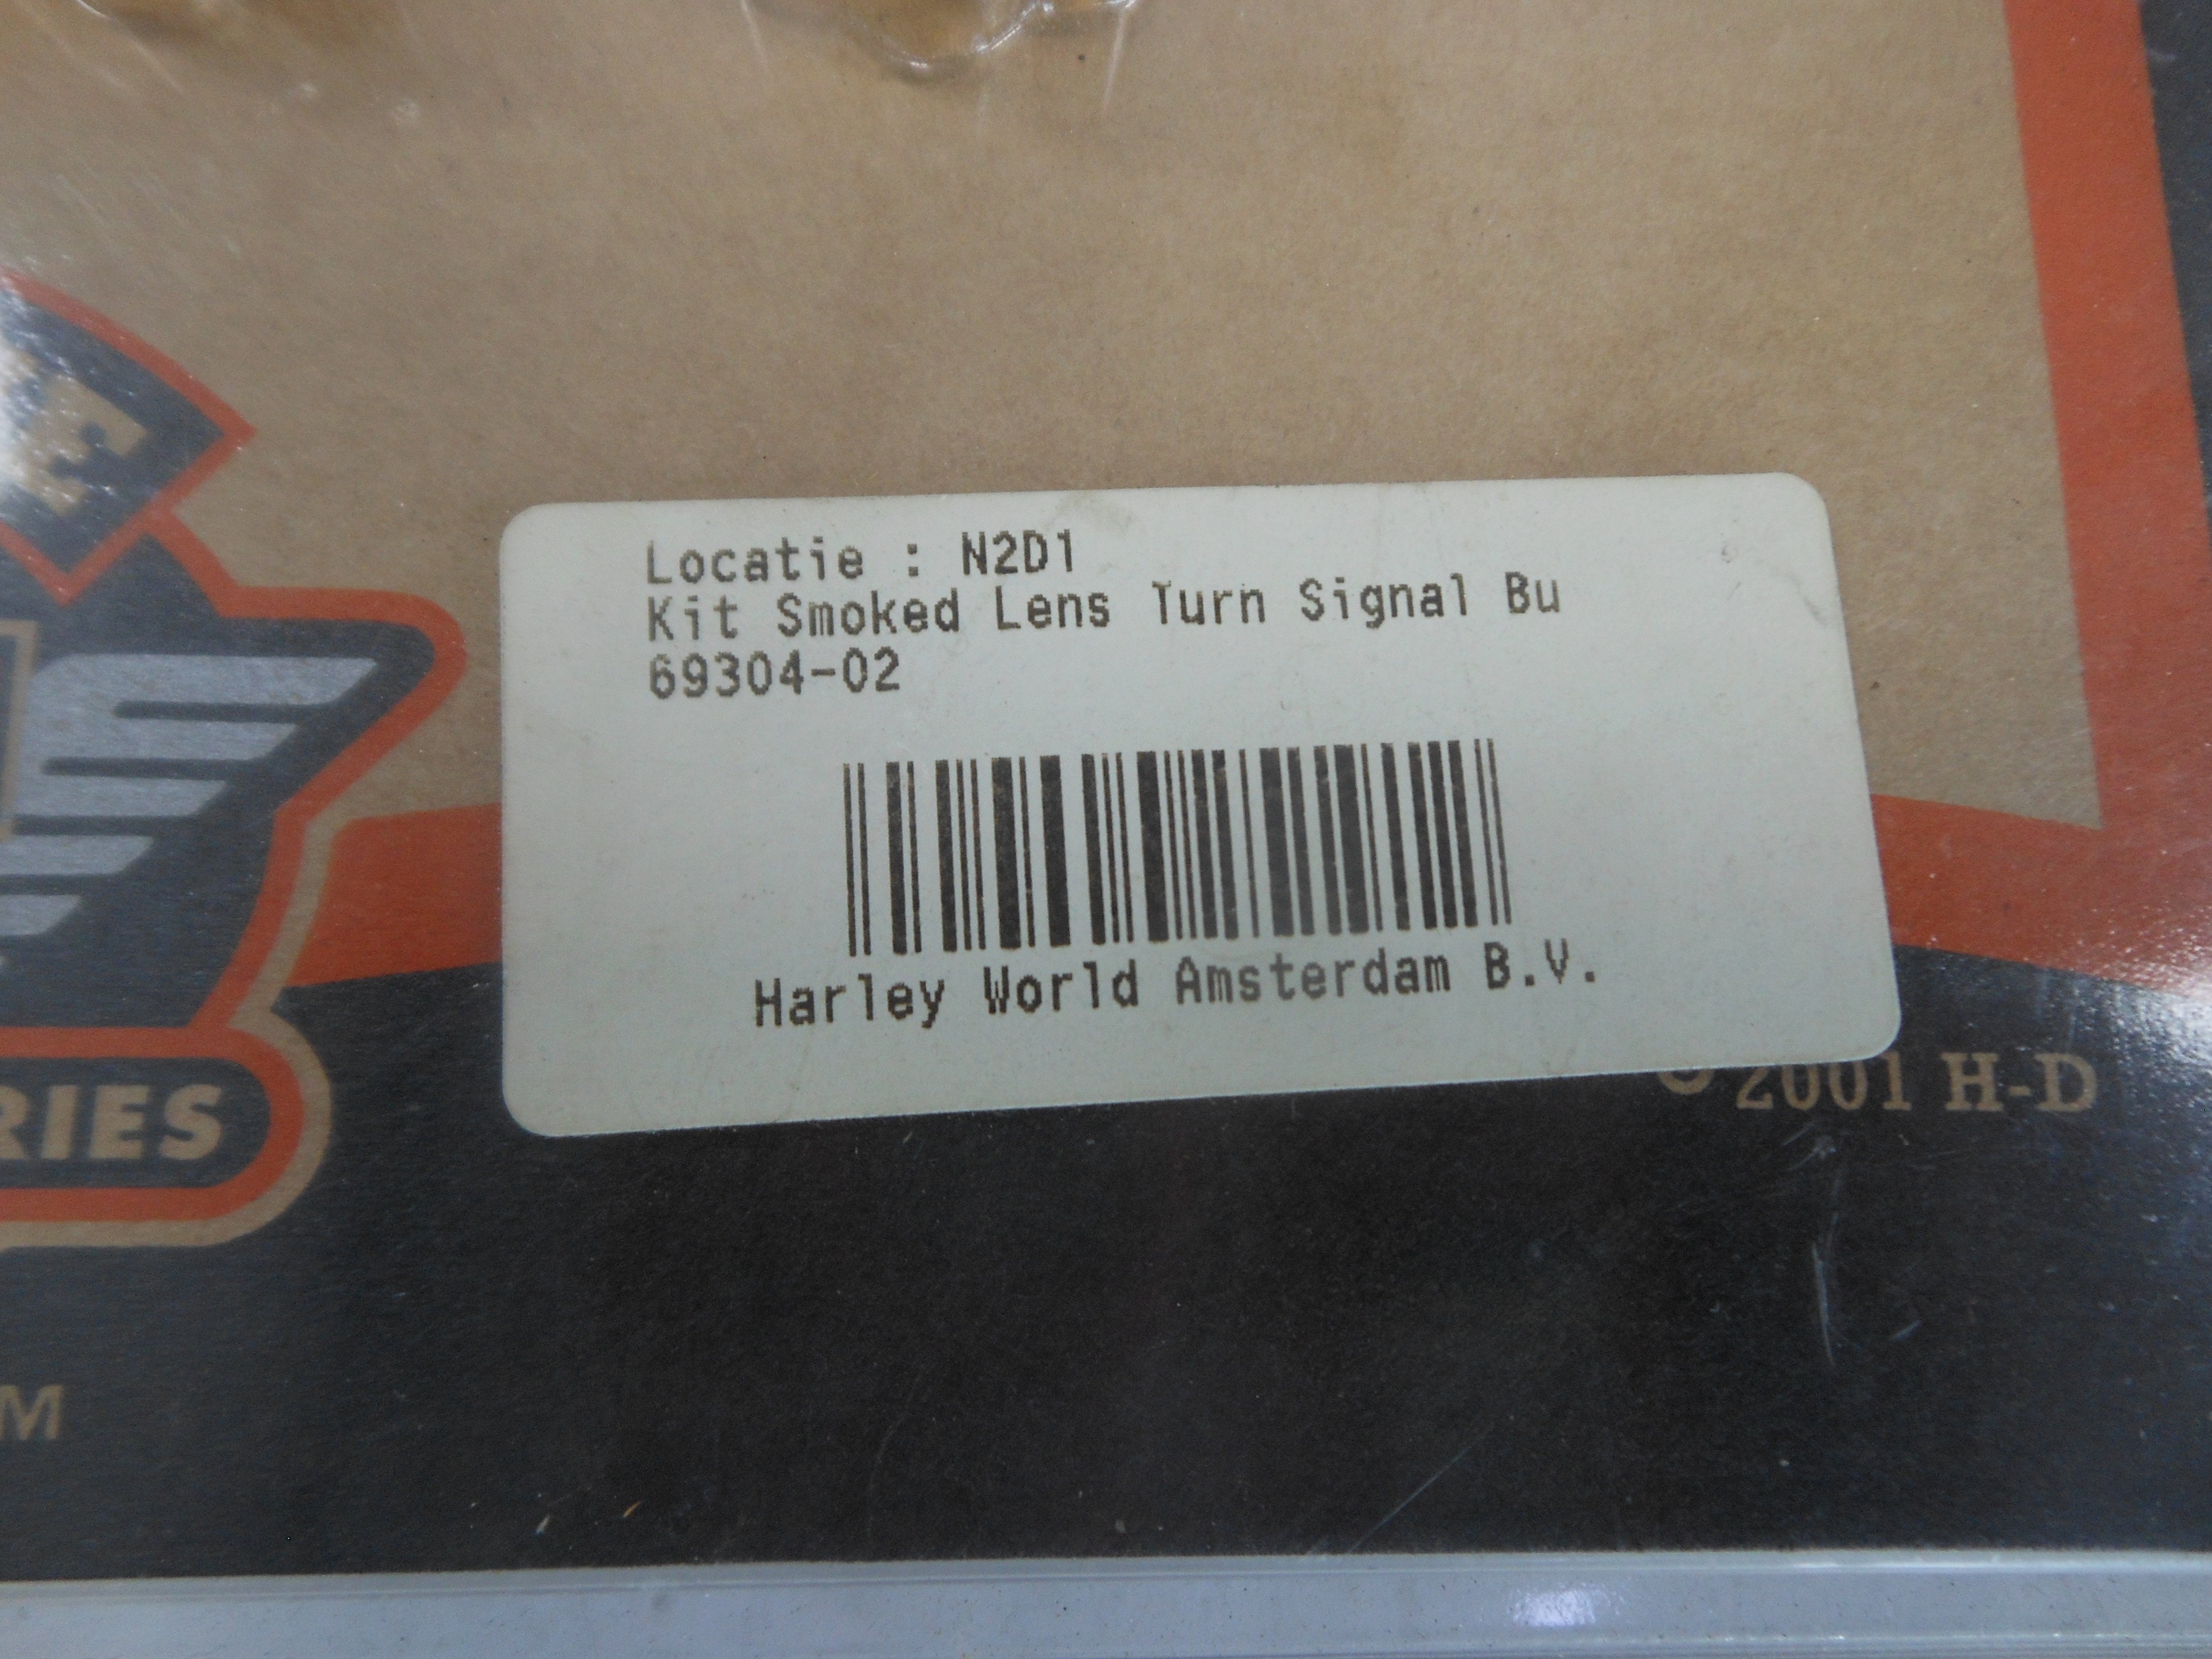 E
Locatie : N2D1
Kit Smoked Lens Turn Signal Bu
69304-02
Harley World Amsterdam B.V.
© 2001 H-D
RIES
M